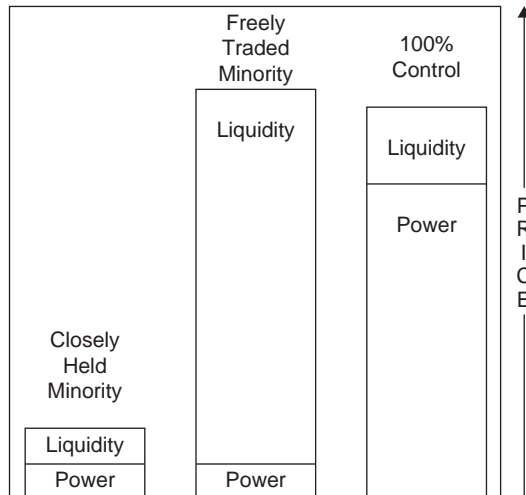 Freely
Traded
Minority
100%
Control
Liquidity
Liquidity
Power
P
R
I
C
E
Closely
Held
Minority
Liquidity
Power
Power